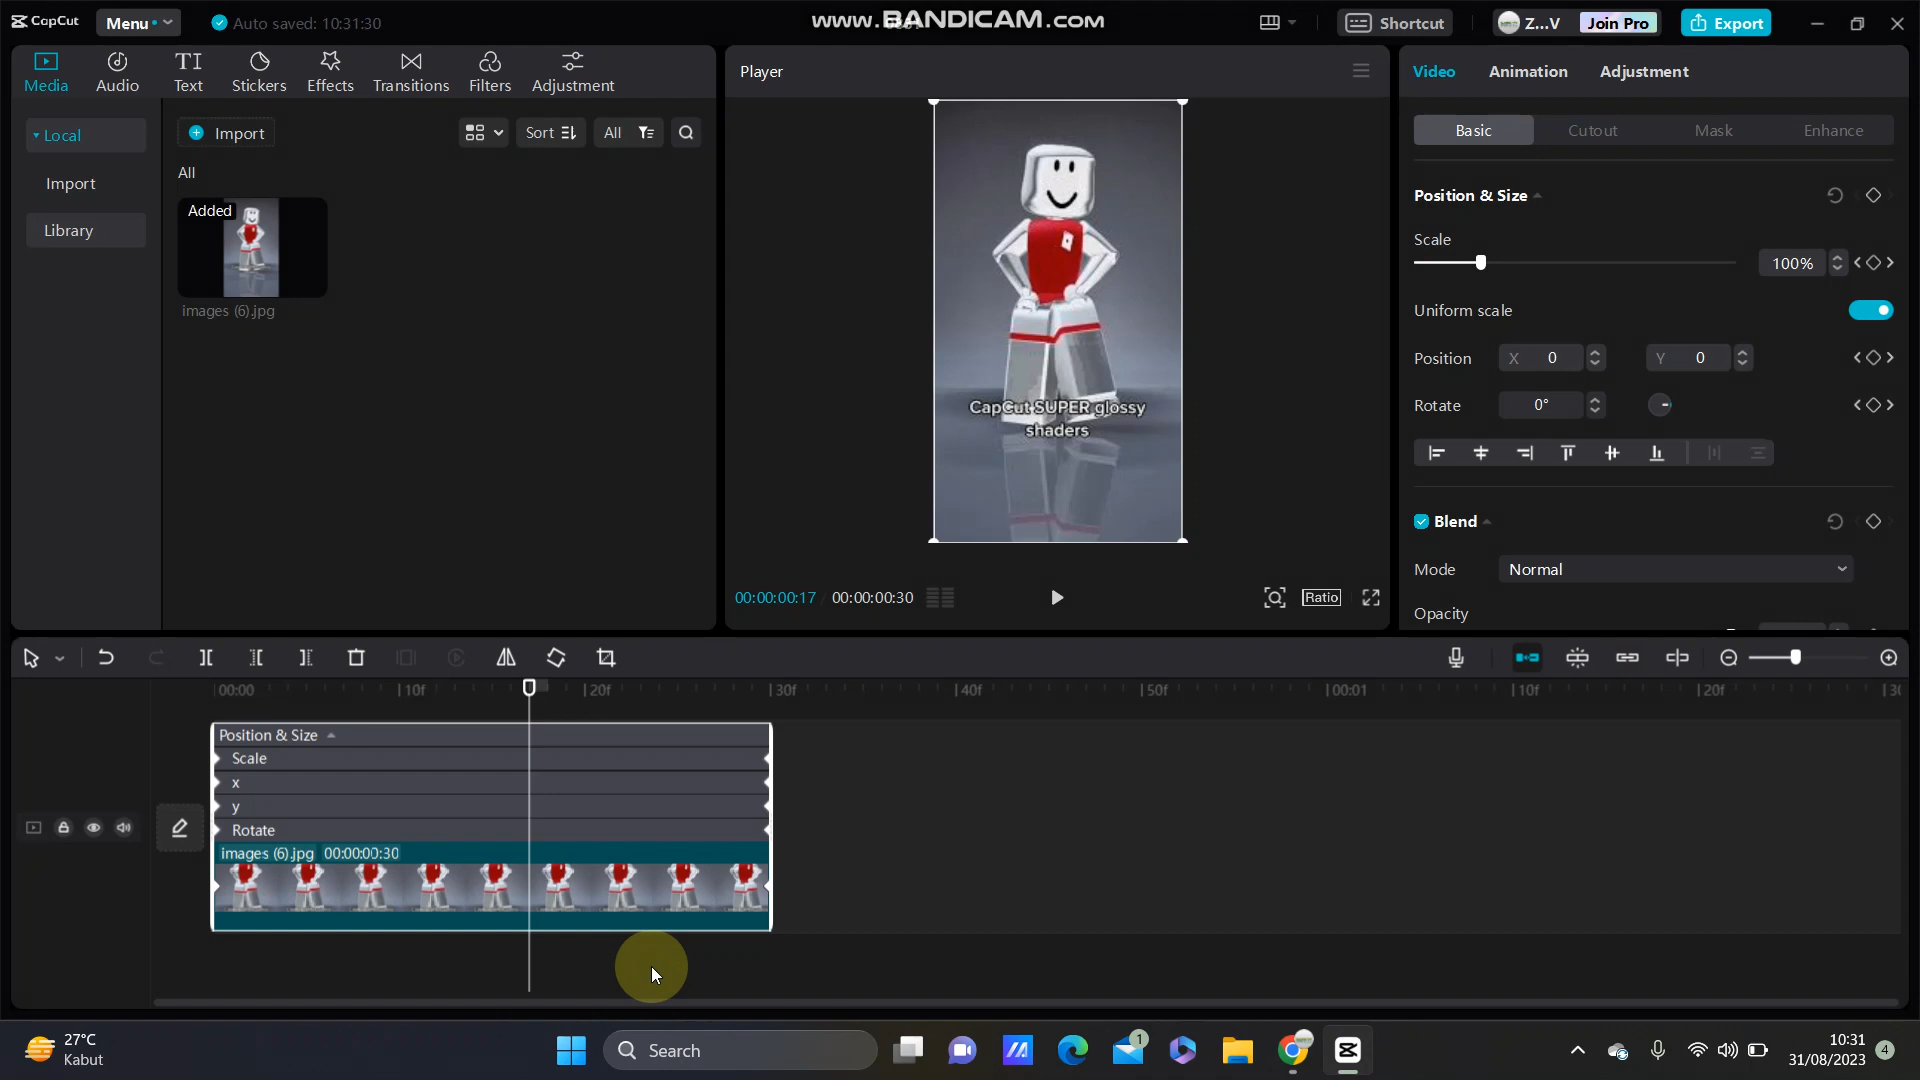 CapCut
Menu
Auto saved: 10:31:30
www.BANDICAM.com
Shortcut
Z...V
Join Pro
Export
Media
Audio
Text
Stickers
Effects
Transitions
Filters
Adjustment
Local
Import
Library
Import
Sort
All
All
Added
images (6).jpg
Player
CapCut SUPER glossy
shaders
00:00:00:17
00:00:00:30
Ratio
Video
Animation
Adjustment
Basic
Cutout
Mask
Enhance
Position & Size
Scale
100%
Uniform scale
Position
X 0
Y 0
Rotate
0°
Blend
Mode
Normal
Opacity
00:00
10f
20f
30f
40f
50f
00:01
10f
20f
Position & Size
Scale
x
y
Rotate
images (6).jpg 00:00:00:30
27°C
Kabut
Search
1
10:31
31/08/2023
4